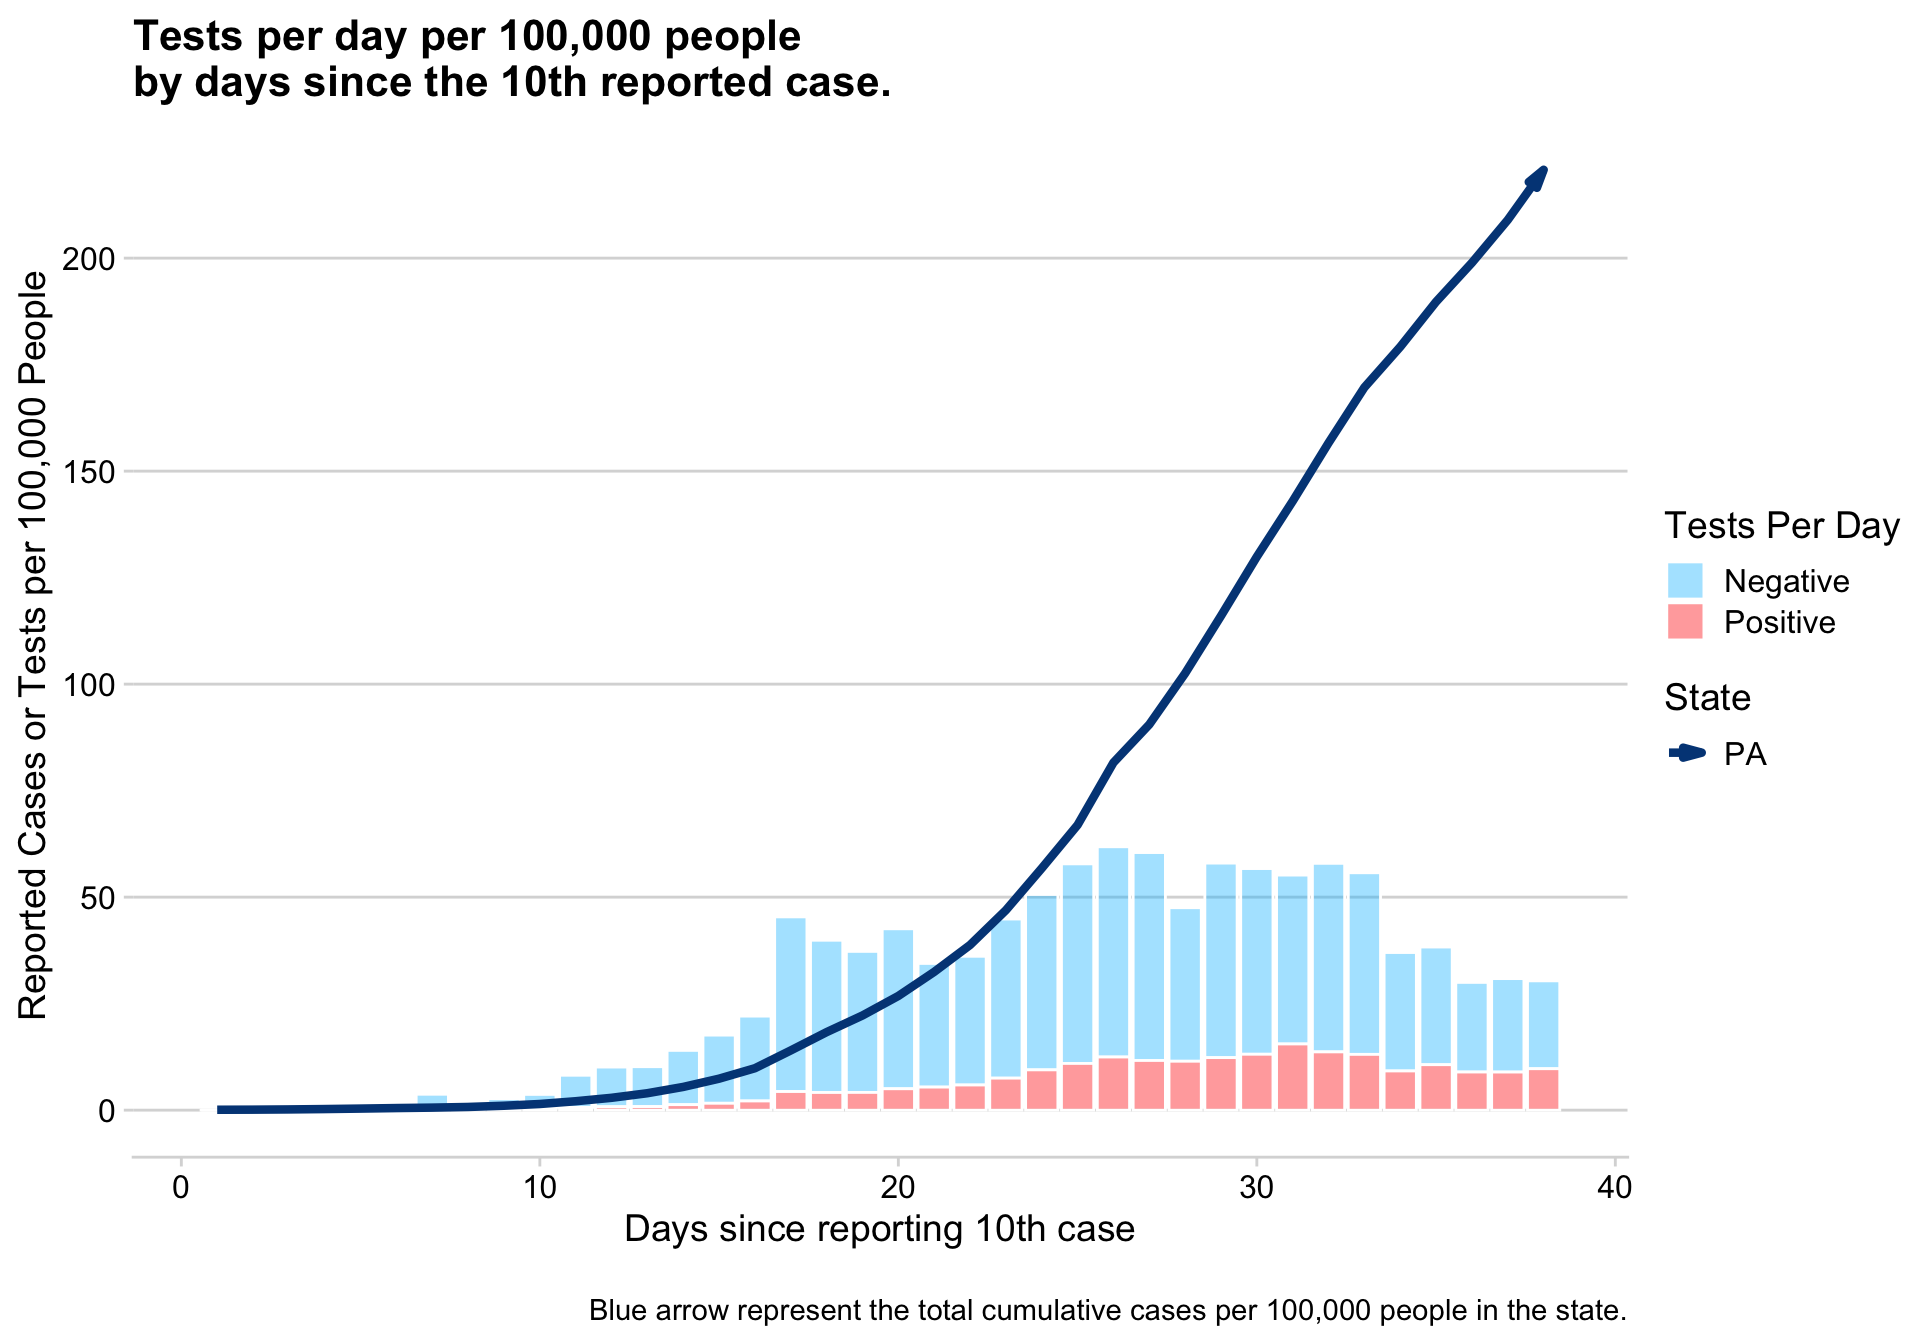 Tests per day per 100,000 people
by days since the 10th reported case.
Reported Cases or Tests per 100,000 People
200
150
100
50
0
0
10
20
30
40
Days since reporting 10th case
Tests Per Day
Negative
Positive
State
PA
Blue arrow represent the total cumulative cases per 100,000 people in the state.